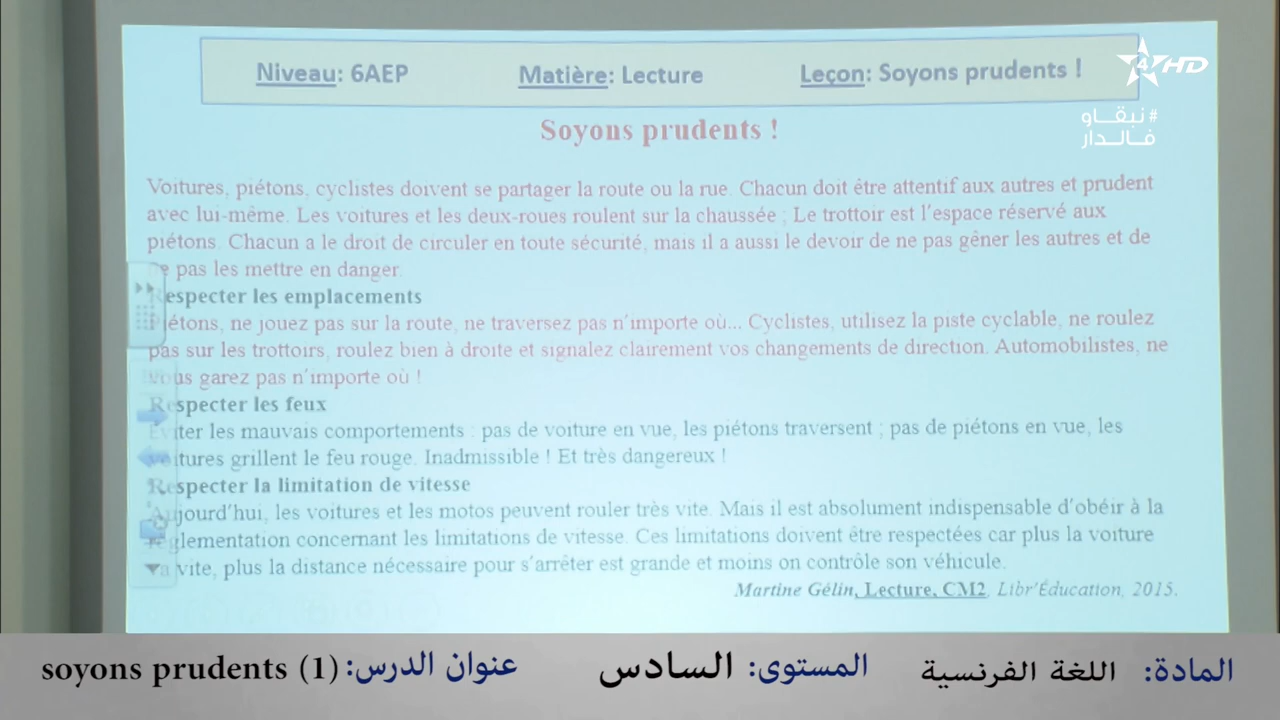 Niveau: 6AEP Matière: Lecture Leçon: Soyons prudents !
4 HD
#نبقاو
فالدار
Soyons prudents !
Voitures, piétons, cyclistes doivent se partager la route ou la rue. Chacun doit être attentif aux autres et prudent
avec lui-même. Les voitures et les deux-roues roulent sur la chaussée ; Le trottoir est l'espace réservé aux
piétons. Chacun a le droit de circuler en toute sécurité, mais il a aussi le devoir de ne pas gêner les autres et de
ne pas les mettre en danger.
Respecter les emplacements
Piétons, ne jouez pas sur la route, ne traversez pas n'importe où... Cyclistes, utilisez la piste cyclable, ne roulez
pas sur les trottoirs, roulez bien à droite et signalez clairement vos changements de direction. Automobilistes, ne
vous garez pas n'importe où !
Respecter les feux
Eviter les mauvais comportements : pas de voiture en vue, les piétons traversent ; pas de piétons en vue, les
voitures grillent le feu rouge. Inadmissible ! Et très dangereux !
Respecter la limitation de vitesse
Aujourd'hui, les voitures et les motos peuvent rouler très vite. Mais il est absolument indispensable d'obéir à la
réglementation concernant les limitations de vitesse. Ces limitations doivent être respectées car plus la voiture
va vite, plus la distance nécessaire pour s'arrêter est grande et moins on contrôle son véhicule.
Martine Gélin, Lecture, CM2, Libr'Éducation, 2015.
المادة: اللغة الفرنسية المستوى: السادس عنوان الدرس: soyons prudents (1)